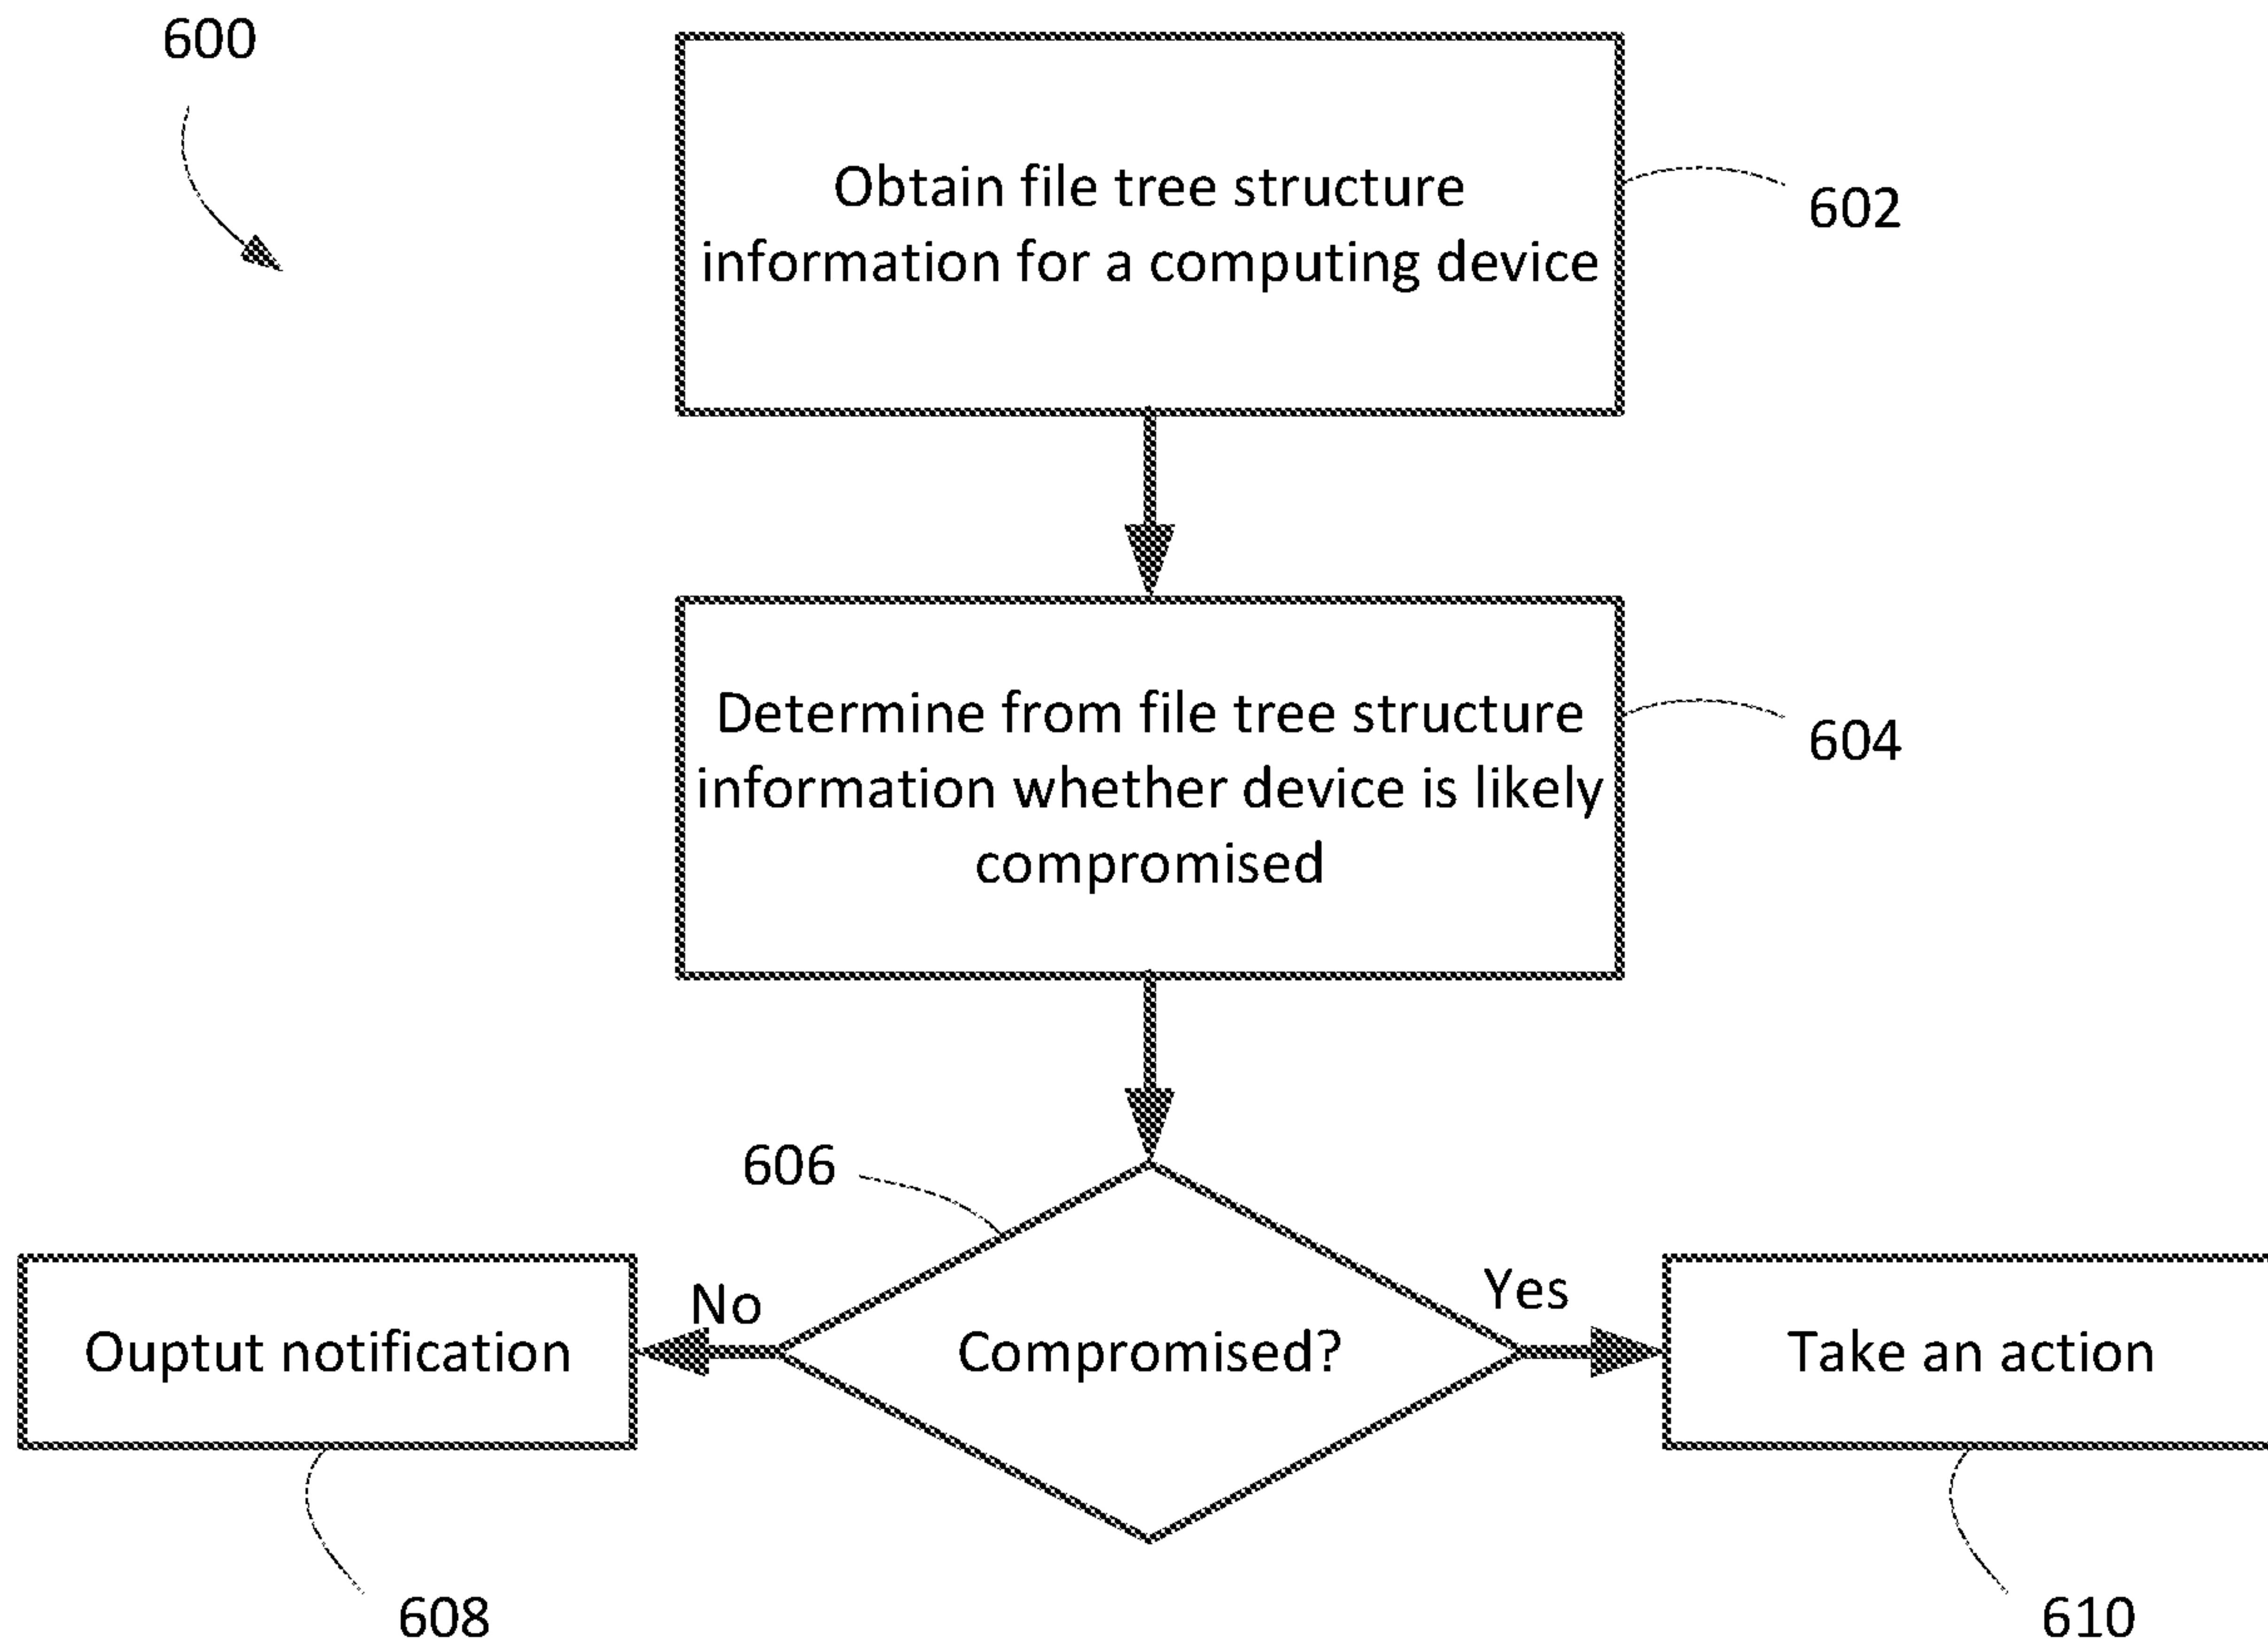 600
Obtain file tree structure
information for a computing device
602
Determine from file tree structure
information whether device is likely
compromised
604
606
No
Yes
Ouptut notification
Compromised?
Take an action
608
610